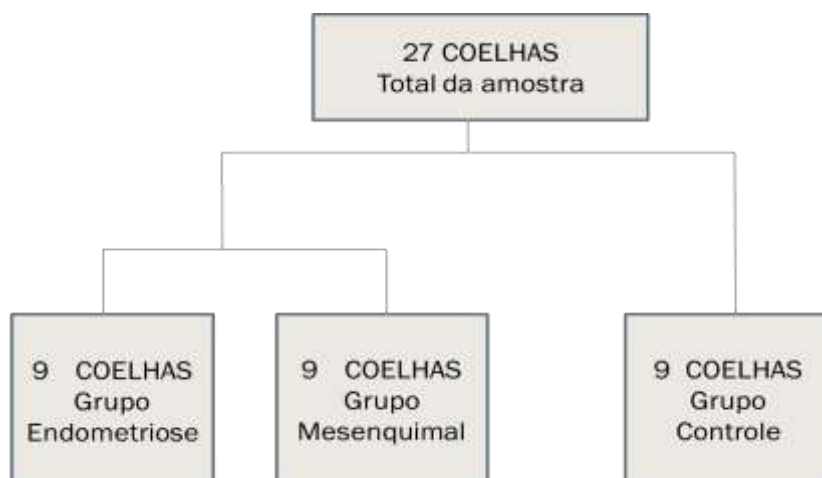 27 COELHAS
Total da amostra
9 COELHAS
Grupo
Endometriose
9 COELHAS
Grupo
Mesenquimal
9 COELHAS
Grupo
Controle